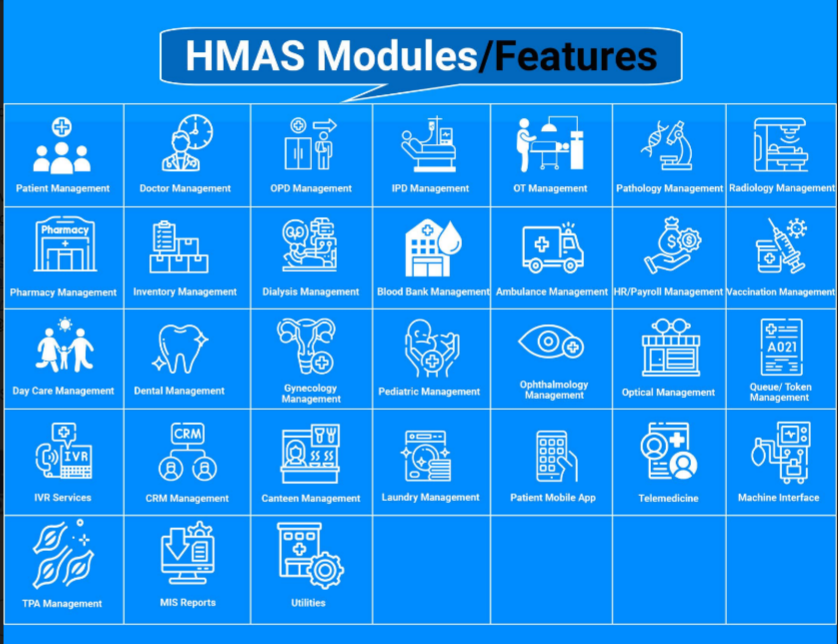 HMAS Modules/Features
Patient Management
Doctor Management
OPD Management
IPD Management
OT Management
Pathology Management
Radiology Management
Pharmacy
Pharmacy Management
Inventory Management
Dialysis Management
Blood Bank Management
Ambulance Management
HR/Payroll Management
Vaccination Management
Day Care Management
Dental Management
Gynecology
Management
Pediatric Management
Ophthalmology
Management
Optical Management
A021
Queue/ Token
Management
IVR
IVR Services
CRM
CRM Management
Canteen Management
Laundry Management
Patient Mobile App
Telemedicine
Machine Interface
TPA Management
MIS Reports
Utilities